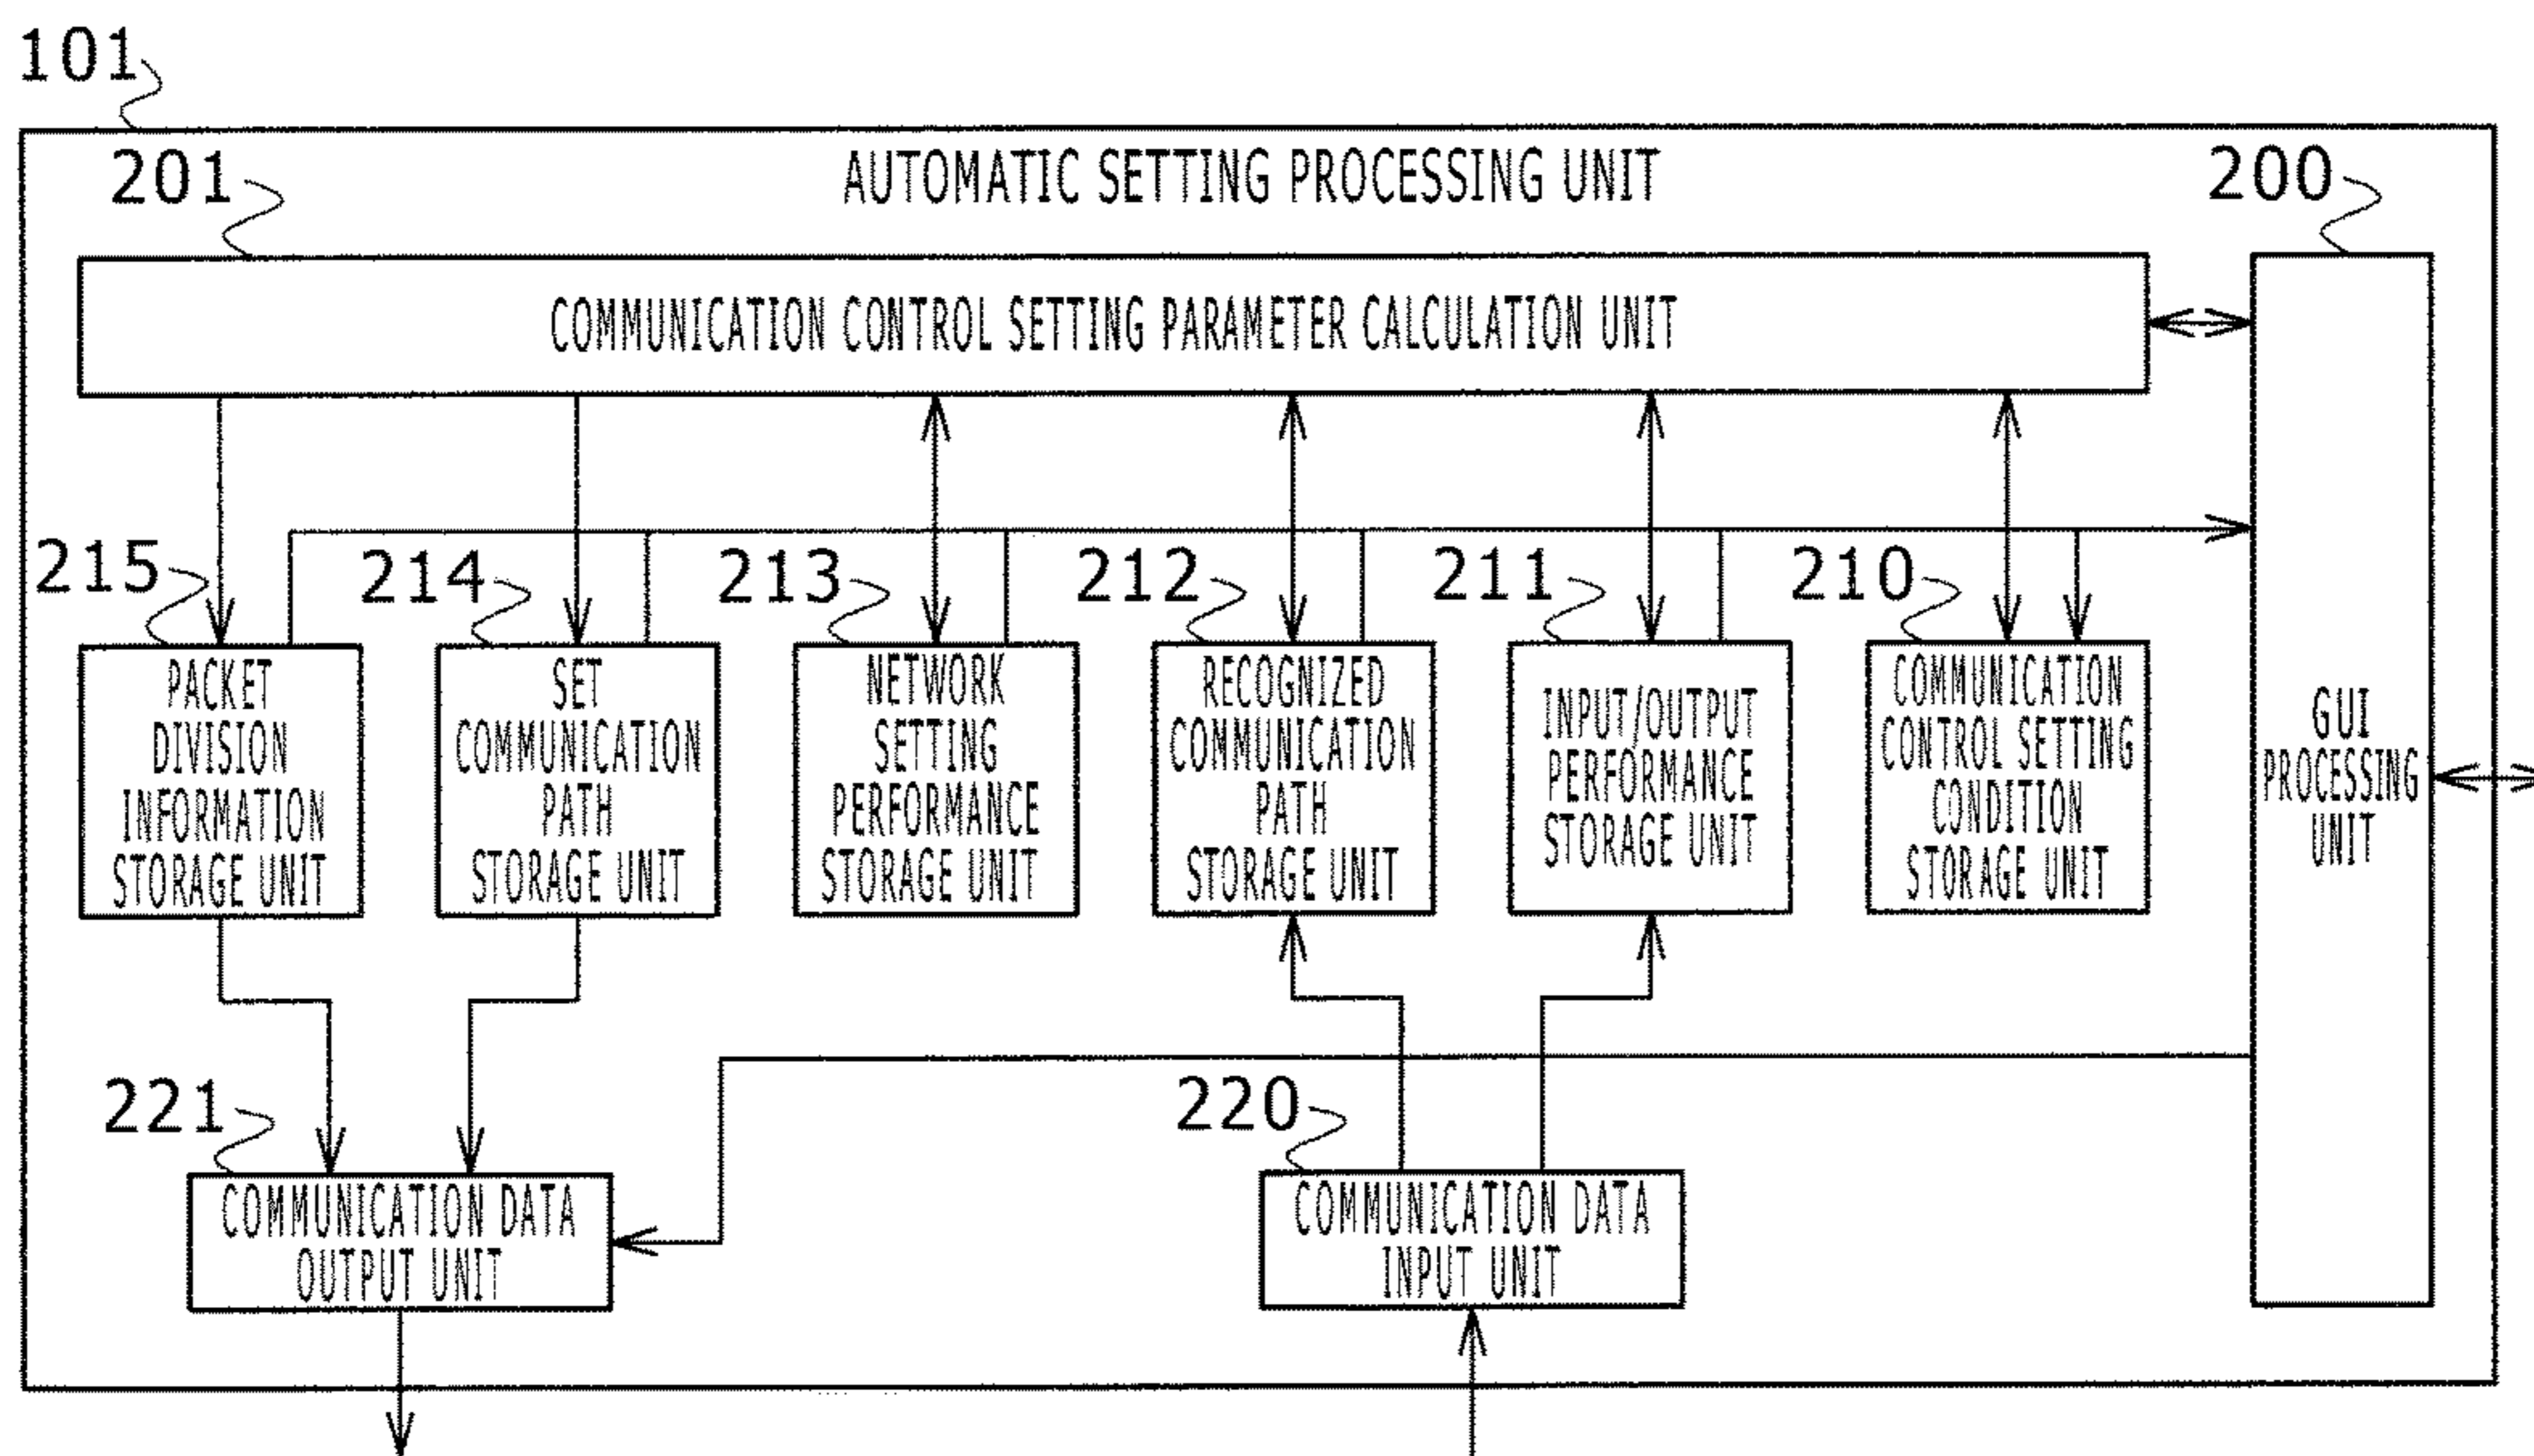 101
AUTOMATIC SETTING PROCESSING UNIT
201
200
COMMUNICATION CONTROL SETTING PARAMETER CALCULATION UNIT
215
214
213
212
211
210
PACKET
DIVISION
INFORMATION
STORAGE UNIT
SET
COMMUNICATION
PATH
STORAGE UNIT
NETWORK
SETTING
PERFORMANCE
STORAGE UNIT
RECOGNIZED
COMMUNICATION
PATH
STORAGE UNIT
INPUT/OUTPUT
PERFORMANCE
STORAGE UNIT
COMMUNICATION
CONTROL SETTING
CONDITION
STORAGE UNIT
GUI
PROCESSING
UNIT
221
220
COMMUNICATION DATA
OUTPUT UNIT
COMMUNICATION DATA
INPUT UNIT